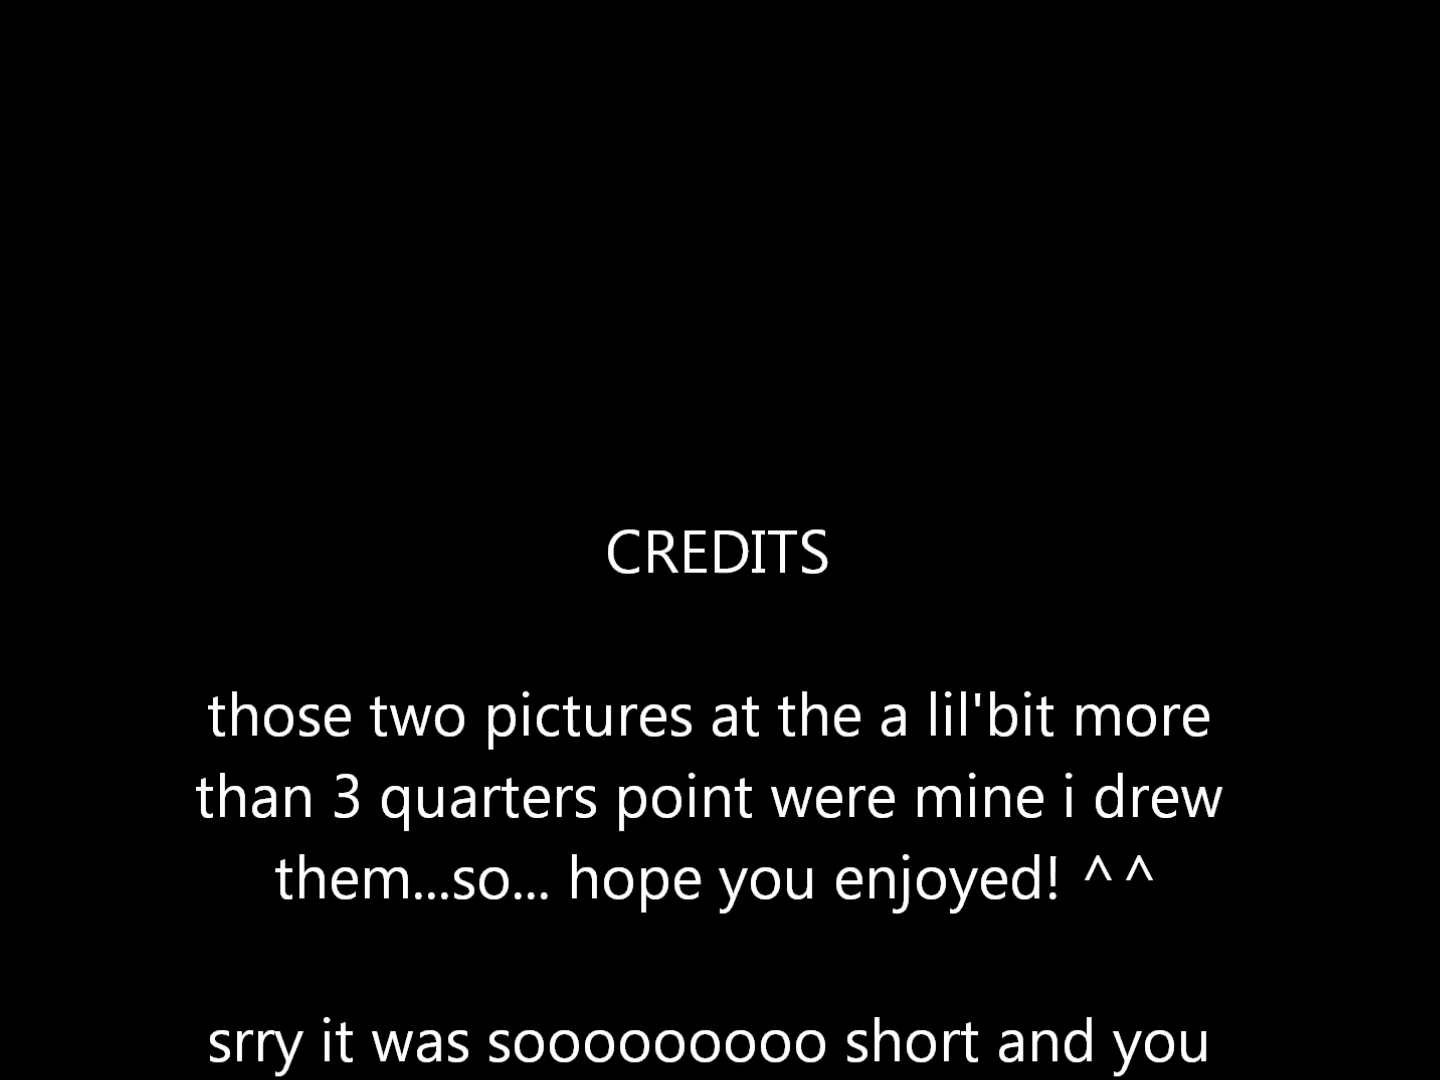 CREDITS
those two pictures at the a lil'bit more
than 3 quarters point were mine i drew
them...so... hope you enjoyed! ^^
srry it was sooooooooo short and you